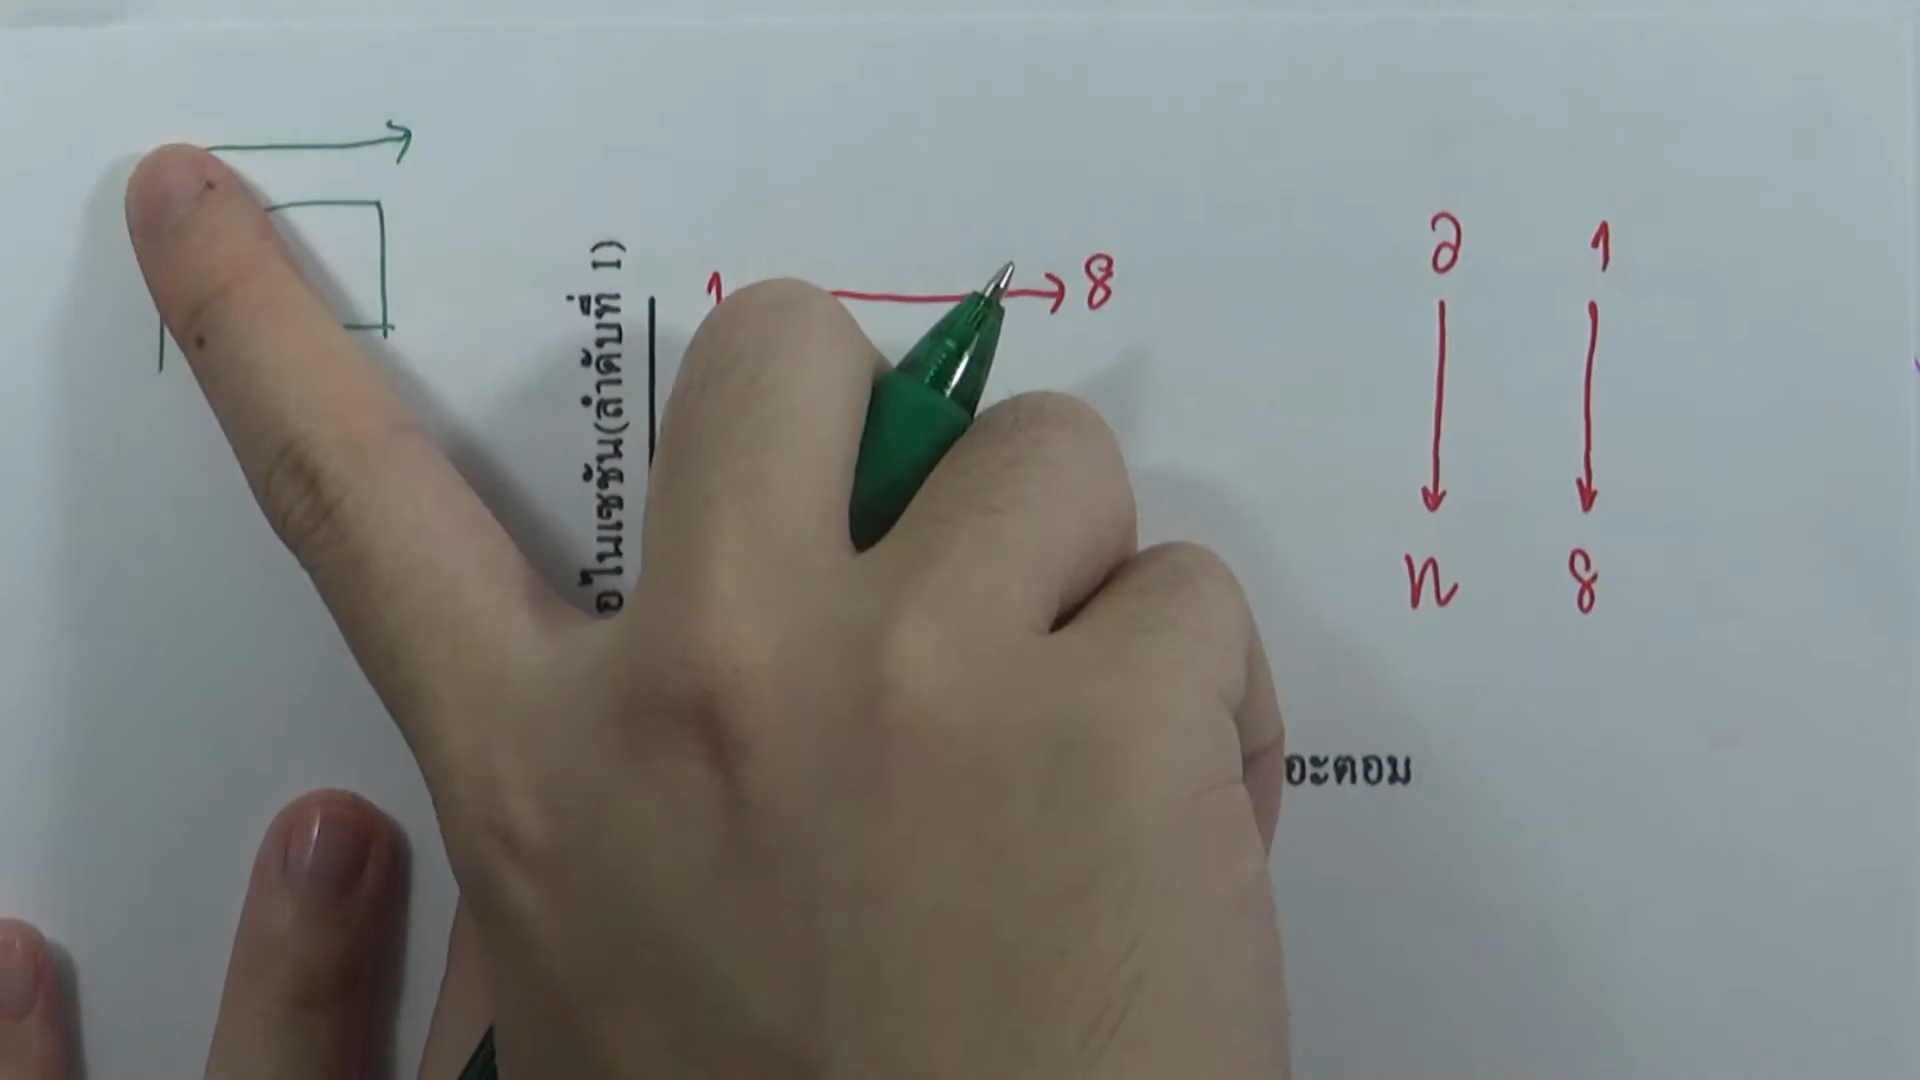 อไนเซชัน(ลำดับที่ 1)
1 → 8
2 1
↓ ↓
n 8
อะตอม